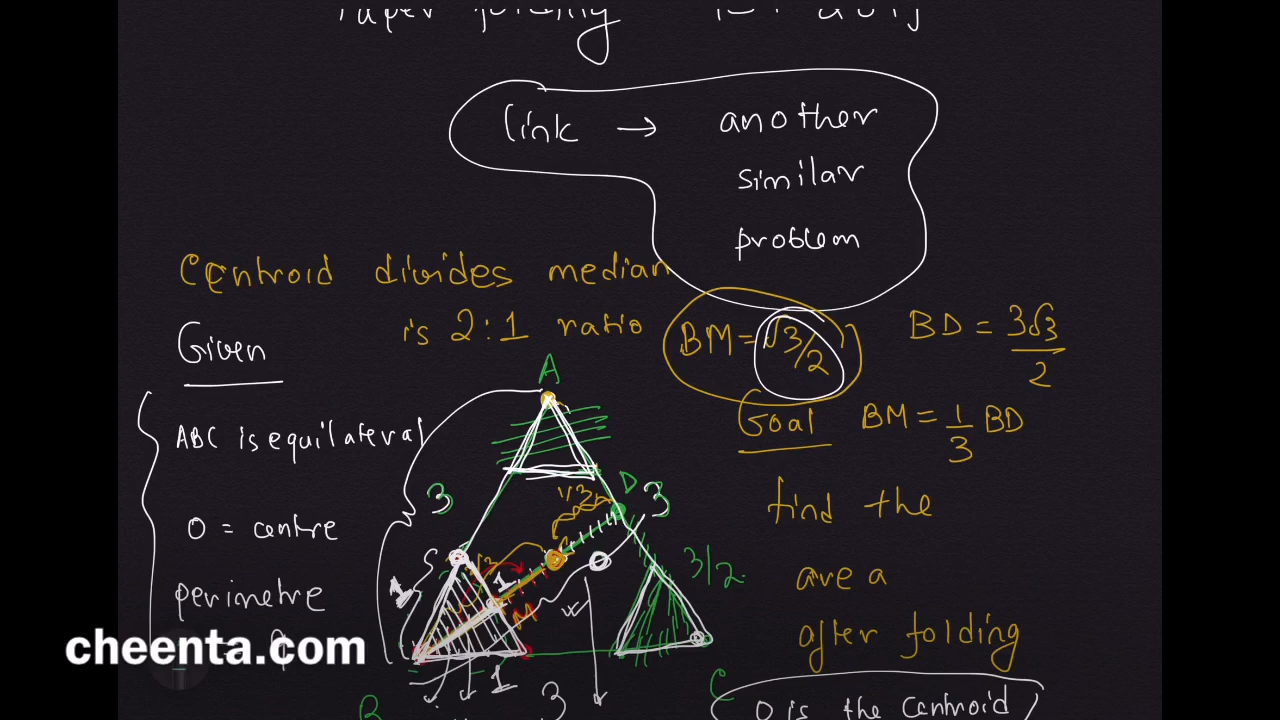 link → another
similar
problem
Centroid divides median
is 2:1 ratio
BM = √3/2
BD = 3√3/2
Given
Goal
BM = 1/3 BD
ABC is equilateral
O = centre
perimetre
find the
area
after folding
A
D
3
3
3/2
S
1
1
M
1
3
B
C
O is the centroid
cheenta.com